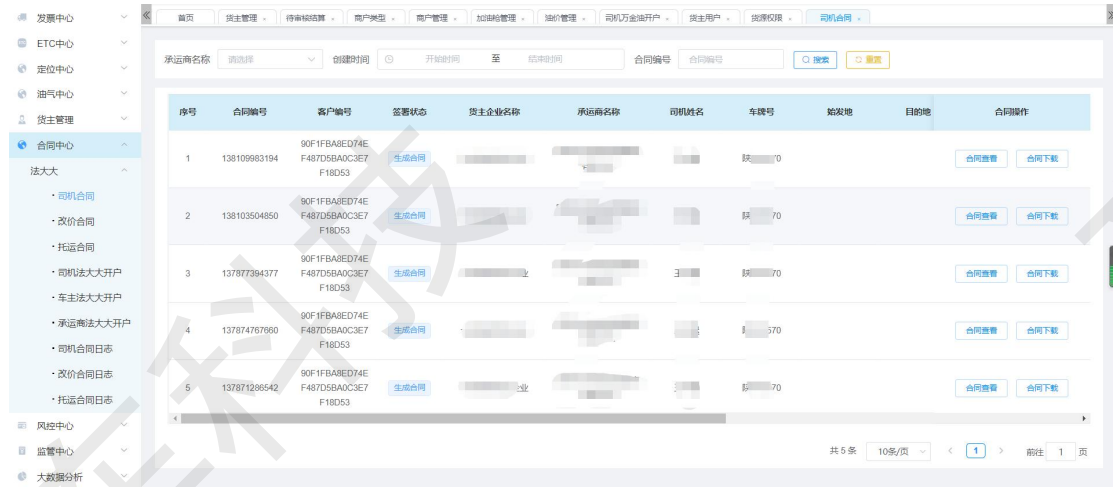 发票中心
ETC中心
定位中心
油气中心
货主管理
合同中心
法大大
· 司机合同
· 改价合同
· 托运合同
· 司机法大大开户
· 车主法大大开户
· 承运商法大大开户
· 司机合同日志
· 改价合同日志
· 托运合同日志
风控中心
监管中心
大数据分析
首页 货主管理 × 待审核结算 × 商户类型 × 商户管理 × 加油枪管理 × 油价管理 × 司机万金油开户 × 货主用户 × 货源权限 × 司机合同 ×
承运商名称 请选择 创建时间 开始时间 至 结束时间 合同编号 合同编号 搜索 重置
序号 合同编号 客户编号 签署状态 货主企业名称 承运商名称 司机姓名 车牌号 始发地 目的地 合同操作
90F1FBA8ED74E
1 138109983194 F487D5BA0C3E7 生成合同 陕 0 合同查看 合同下载
F18D53
90F1FBA8ED74E
2 138103504850 F487D5BA0C3E7 生成合同 陕 70 合同查看 合同下载
F18D53
90F1FBA8ED74E
3 137877394377 F487D5BA0C3E7 生成合同 70 合同查看 合同下载
F18D53
90F1FBA8ED74E
4 137874767660 F487D5BA0C3E7 生成合同 570 合同查看 合同下载
F18D53
90F1FBA8ED74E
5 137871286542 F487D5BA0C3E7 生成合同 70 合同查看 合同下载
F18D53
共 5 条 10条/页 1 前往 1 页